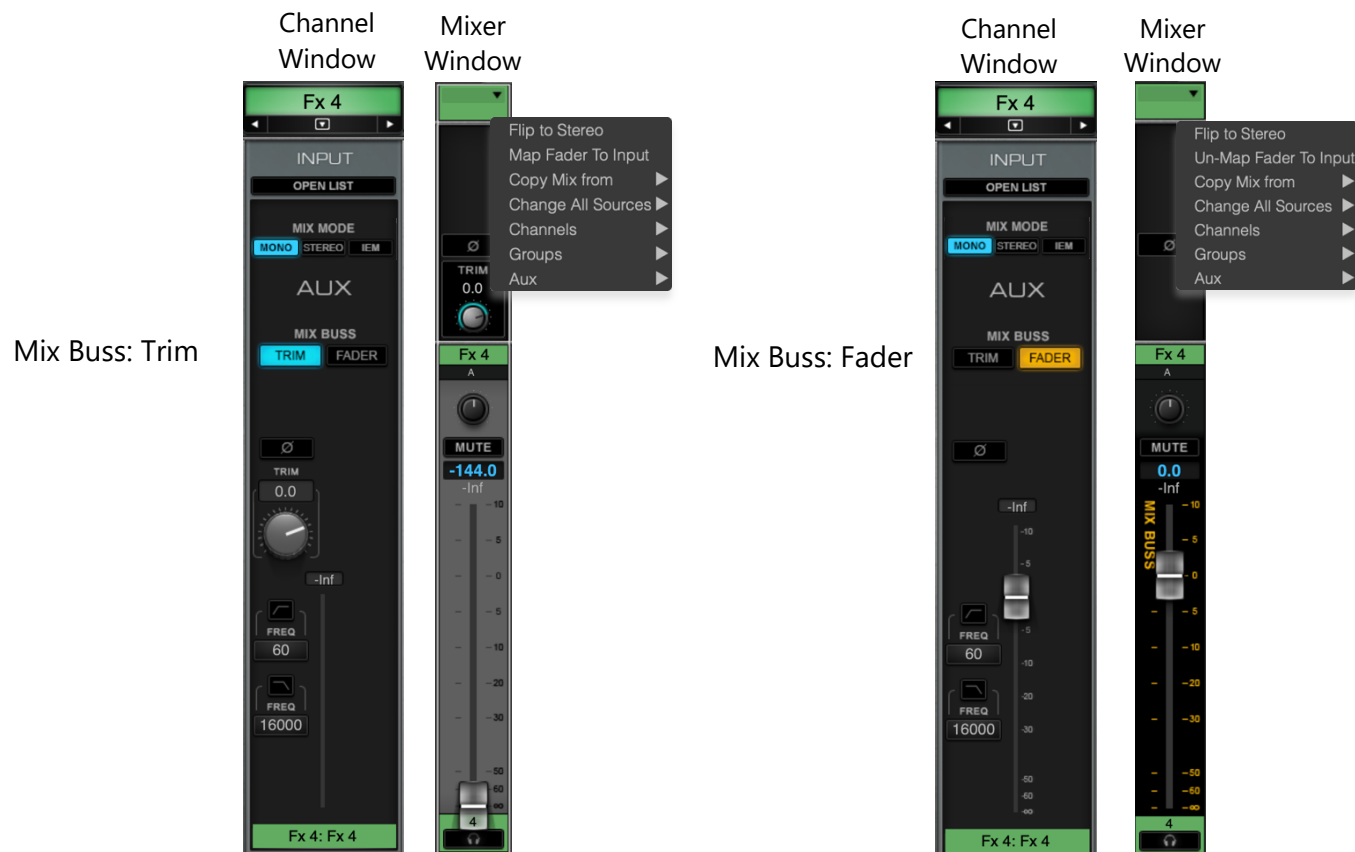 Channel
Window
Mixer
Window
Fx 4
INPUT
OPEN LIST
MIX MODE
MONO STEREO IEM
AUX
MIX BUSS
TRIM FADER
Ø
TRIM
0.0
-Inf
FREQ
60
FREQ
16000
Fx 4: Fx 4
Flip to Stereo
Map Fader To Input
Copy Mix from
Change All Sources
Channels
Groups
Aux
Ø
TRIM
0.0
Fx 4
A
MUTE
-144.0
-Inf
10
5
0
5
10
20
30
50
60
∞
4
Mix Buss: Trim
Channel
Window
Mixer
Window
Fx 4
INPUT
OPEN LIST
MIX MODE
MONO STEREO IEM
AUX
MIX BUSS
TRIM FADER
Ø
-Inf
-10
-5
-5
-10
-20
-30
-50
-60
-∞
FREQ
60
FREQ
16000
Fx 4: Fx 4
Flip to Stereo
Un-Map Fader To Input
Copy Mix from
Change All Sources
Channels
Groups
Aux
Ø
Fx 4
A
MUTE
0.0
-Inf
MIX BUSS
10
5
0
5
10
20
30
50
60
∞
4
Mix Buss: Fader